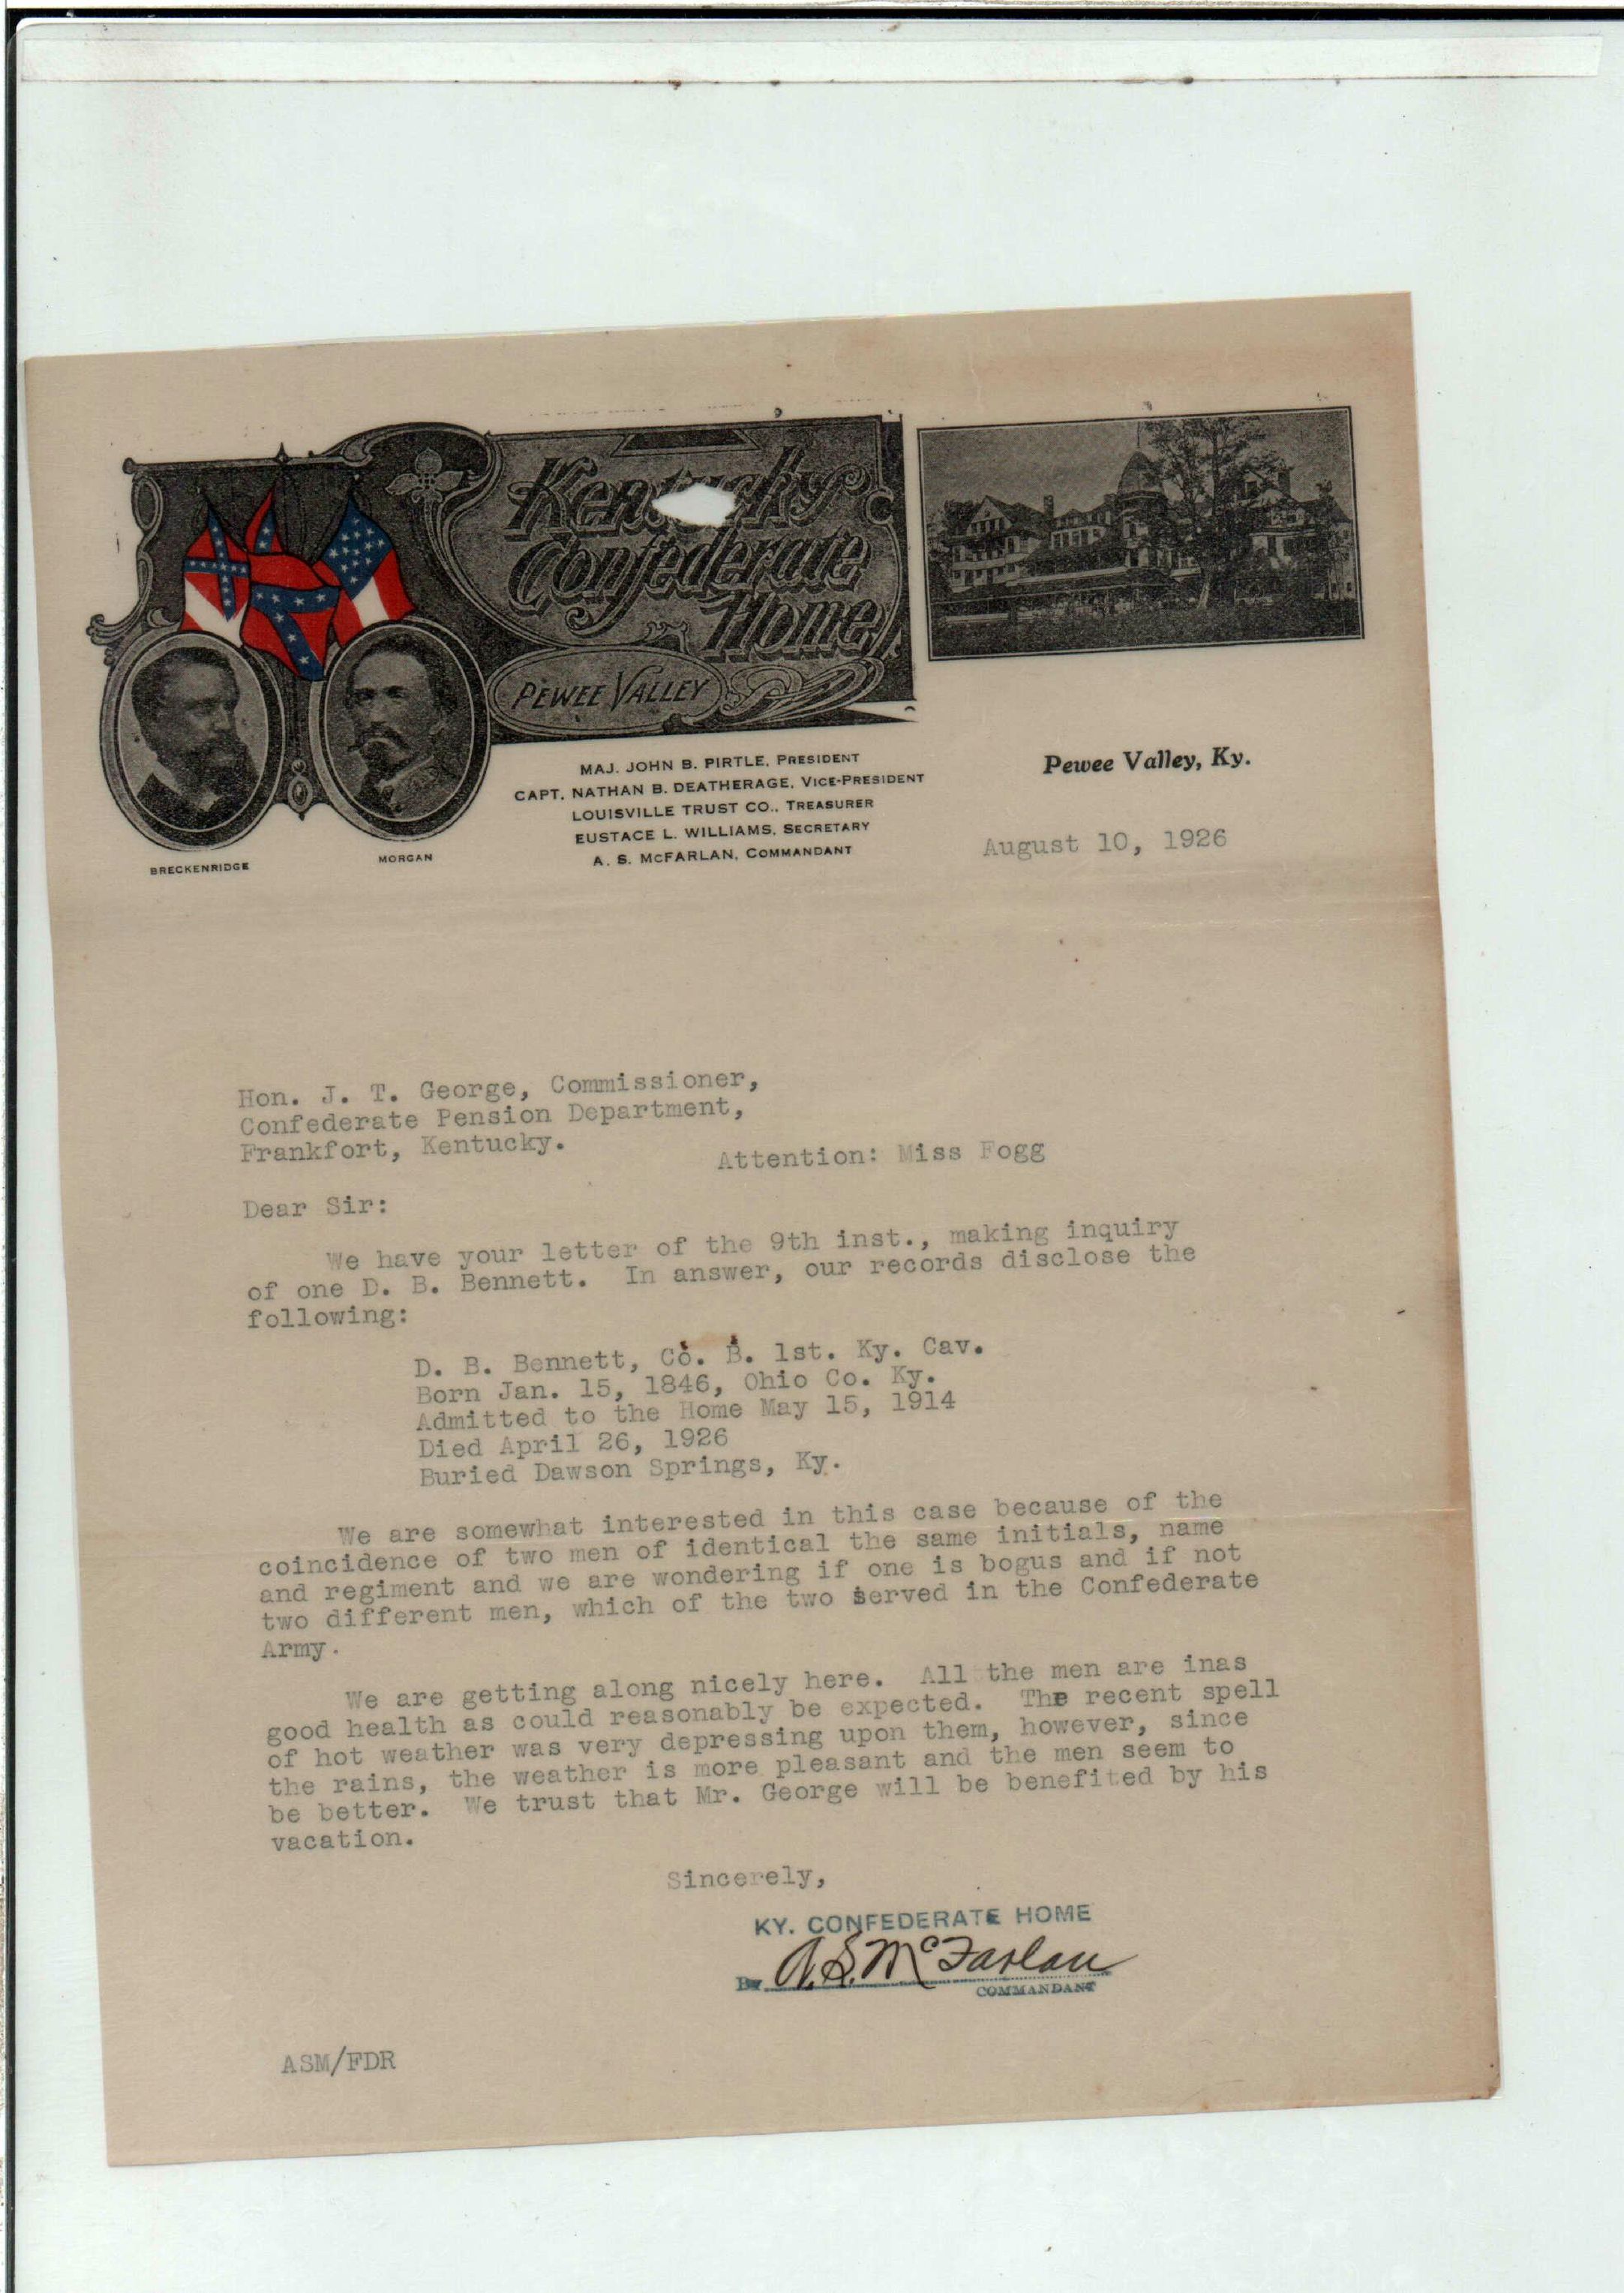 Kentucky
Confederate
Home
PEWEE VALLEY
BRECKENRIDGE
MORGAN
MAJ. JOHN B. PIRTLE, PRESIDENT
CAPT. NATHAN B. DEATHERAGE, VICE-PRESIDENT
LOUISVILLE TRUST CO., TREASURER
EUSTACE L. WILLIAMS, SECRETARY
A. S. MCFARLAN, COMMANDANT
Pewee Valley, Ky.
August 10, 1926
Hon. J. T. George, Commissioner,
Confederate Pension Department,
Frankfort, Kentucky.
Attention: Miss Fogg
Dear Sir:
We have your letter of the 9th inst., making inquiry
of one D. B. Bennett. In answer, our records disclose the
following:
D. B. Bennett, Co. B. 1st. Ky. Cav.
Born Jan. 15, 1846, Ohio Co. Ky.
Admitted to the Home May 15, 1914
Died April 26, 1926
Buried Dawson Springs, Ky.
We are somewhat interested in this case because of the
coincidence of two men of identical the same initials, name
and regiment and we are wondering if one is bogus and if not
two different men, which of the two served in the Confederate
Army.
We are getting along nicely here. All the men are inas
good health as could reasonably be expected. The recent spell
of hot weather was very depressing upon them, however, since
the rains, the weather is more pleasant and the men seem to
be better. We trust that Mr. George will be benefited by his
vacation.
Sincerely,
KY. CONFEDERATE HOME
By A. S. McFarlan
COMMANDANT
ASM/FDR